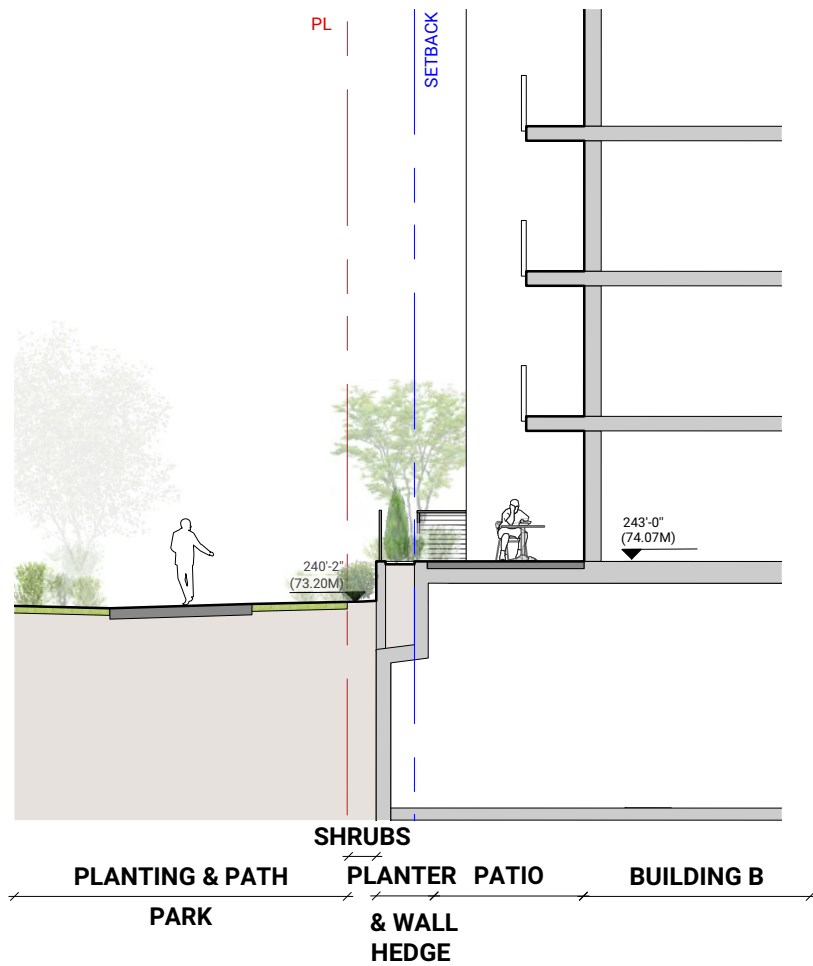 PL
SETBACK
243'-0"
(74.07M)
240'-2"
(73.20M)
SHRUBS
PLANTING & PATH
PLANTER
PATIO
BUILDING B
PARK
& WALL
HEDGE